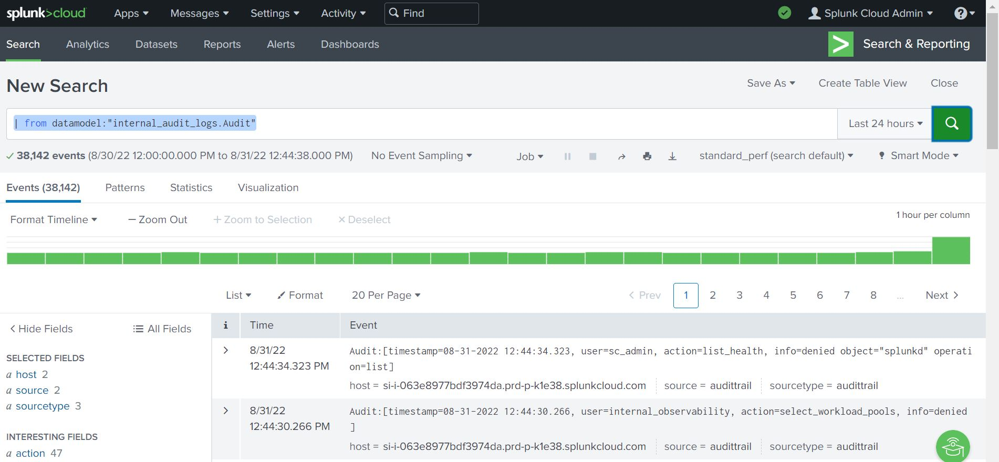 splunk>cloud Apps Messages Settings Activity Find Splunk Cloud Admin ?
Search Analytics Datasets Reports Alerts Dashboards > Search & Reporting
New Search Save As Create Table View Close
| from datamodel:"internal_audit_logs.Audit" Last 24 hours
38,142 events (8/30/22 12:00:00.000 PM to 8/31/22 12:44:38.000 PM) No Event Sampling Job standard_perf (search default) Smart Mode
Events (38,142) Patterns Statistics Visualization
Format Timeline — Zoom Out + Zoom to Selection × Deselect 1 hour per column
List Format 20 Per Page < Prev 1 2 3 4 5 6 7 8 ... Next >
< Hide Fields All Fields
SELECTED FIELDS
a host 2
a source 2
a sourcetype 3
INTERESTING FIELDS
a action 47
i Time Event
> 8/31/22
12:44:34.323 PM
Audit:[timestamp=08-31-2022 12:44:34.323, user=sc_admin, action=list_health, info=denied object="splunkd" operati
on=list]
host = si-i-063e8977bdf3974da.prd-p-k1e38.splunkcloud.com source = audittrail sourcetype = audittrail
> 8/31/22
12:44:30.266 PM
Audit:[timestamp=08-31-2022 12:44:30.266, user=internal_observability, action=select_workload_pools, info=denied
]
host = si-i-063e8977bdf3974da.prd-p-k1e38.splunkcloud.com source = audittrail sourcetype = audittrail